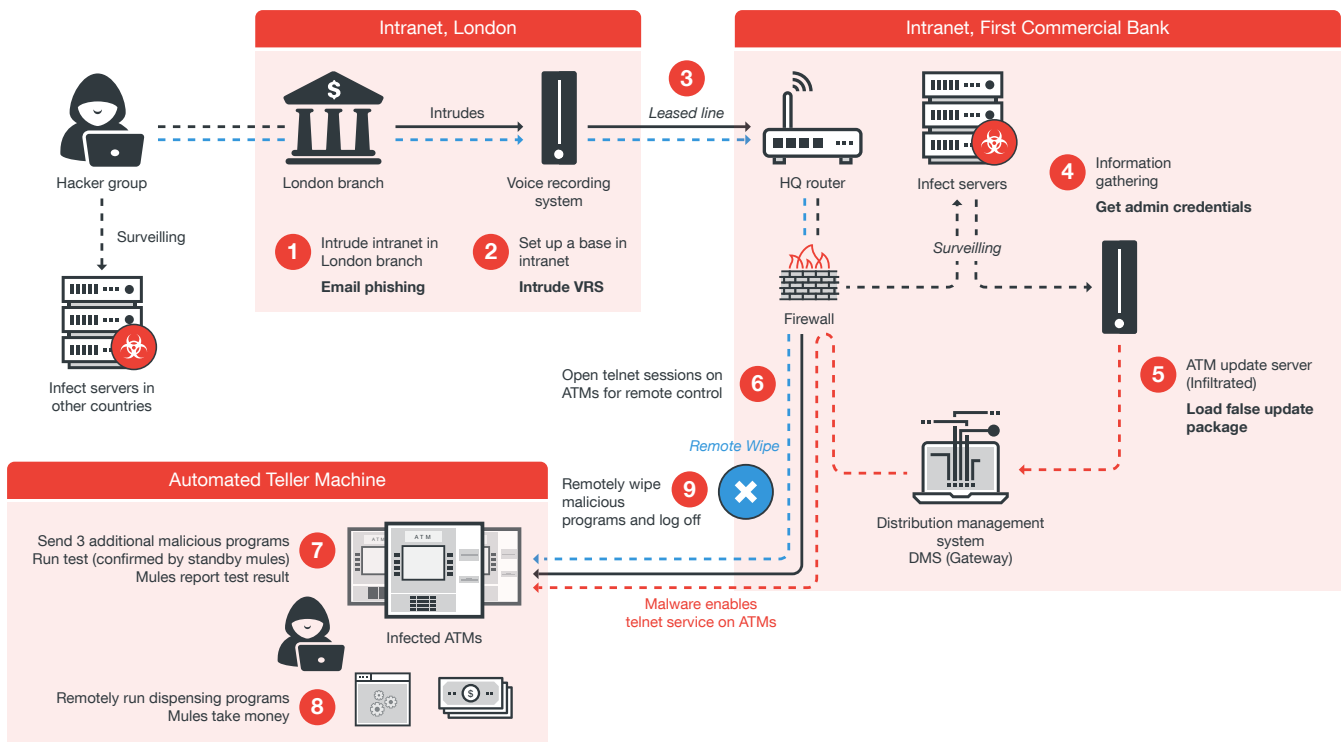 Intranet, London
Intranet, First Commercial Bank
$
3
Intrudes
Leased line
Hacker group
London branch
Voice recording
system
HQ router
Infect servers
4
Information
gathering
Get admin credentials
Surveilling
1
Intrude intranet in
London branch
Email phishing
2
Set up a base in
intranet
Intrude VRS
Surveilling
Firewall
Infect servers in
other countries
Open telnet sessions on
ATMs for remote control
6
5
ATM update server
(Infiltrated)
Load false update
package
Remote Wipe
Remotely wipe
malicious
programs and log off
9
Distribution management
system
DMS (Gateway)
Automated Teller Machine
Send 3 additional malicious programs
Run test (confirmed by standby mules)
Mules report test result
7
ATM
ATM
ATM
Infected ATMs
Malware enables
telnet service on ATMs
Remotely run dispensing programs
Mules take money
8
$